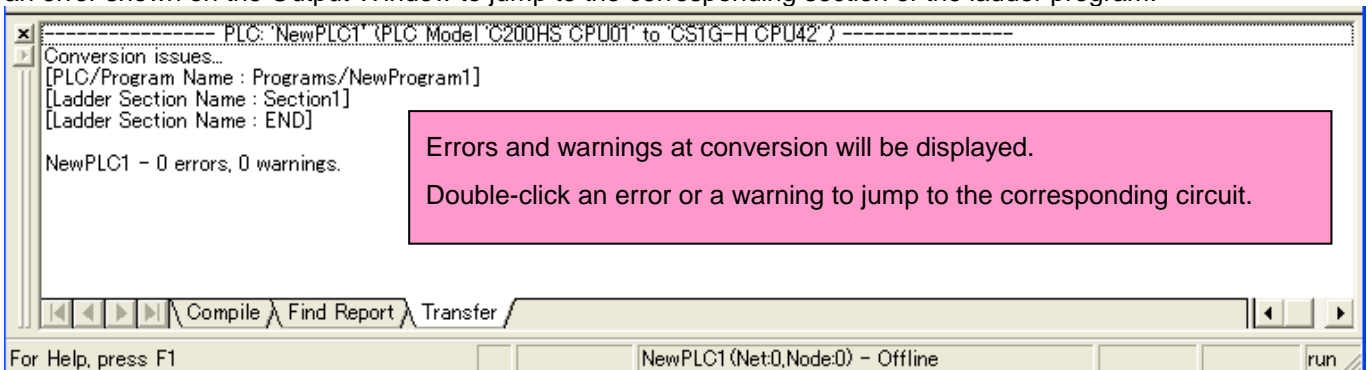 an error shown on the Output Window to jump to the corresponding section of the ladder program.
---------------- PLC: 'NewPLC1' (PLC Model 'C200HS CPU01' to 'CS1G-H CPU42' ) ----------------
Conversion issues...
[PLC/Program Name : Programs/NewProgram1]
[Ladder Section Name : Section1]
[Ladder Section Name : END]
NewPLC1 - 0 errors, 0 warnings.
Errors and warnings at conversion will be displayed.
Double-click an error or a warning to jump to the corresponding circuit.
Compile Find Report Transfer
For Help, press F1 NewPLC1(Net:0,Node:0) - Offline run